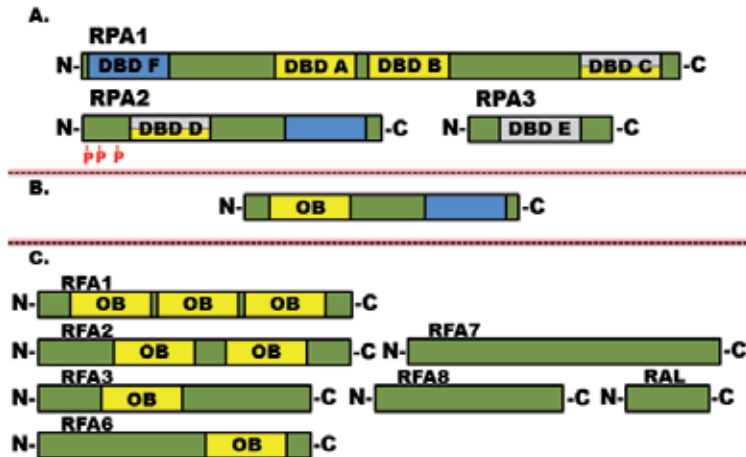 A.
RPA1
N- DBD F DBD A DBD B DBD C -C
RPA2 RPA3
N- DBD D -C N- DBD E -C
P P P
B.
N- OB -C
C.
RFA1
N- OB OB OB -C
RFA2 RFA7
N- OB OB -C N- -C
RFA3 RFA8 RAL
N- OB -C N- -C N- -C
RFA6
N- OB -C